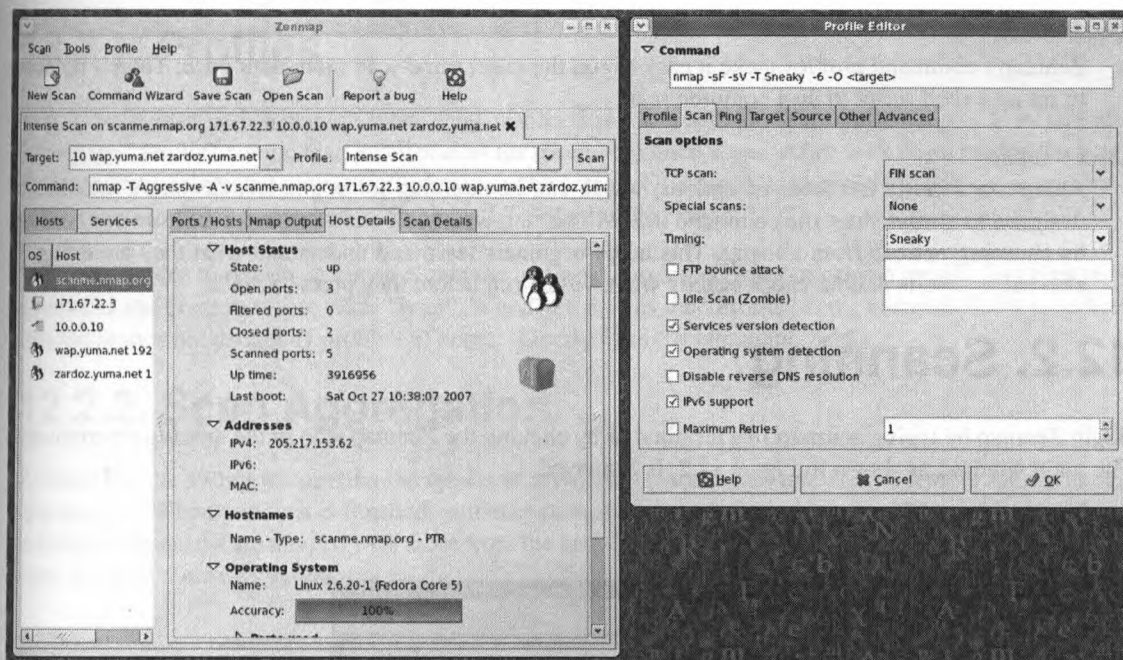 Zenmap
Scan Tools Profile Help
New Scan Command Wizard Save Scan Open Scan Report a bug Help
Intense Scan on scanme.nmap.org 171.67.22.3 10.0.0.10 wap.yuma.net zardoz.yuma.net
Target: .10 wap.yuma.net zardoz.yuma.net Profile: Intense Scan Scan
Command: nmap -T Aggressive -A -v scanme.nmap.org 171.67.22.3 10.0.0.10 wap.yuma.net zardoz.yuma
Hosts Services Ports / Hosts Nmap Output Host Details Scan Details
OS Host
scanme.nmap.org
171.67.22.3
10.0.0.10
wap.yuma.net 192
zardoz.yuma.net 1
Host Status
State: up
Open ports: 3
Filtered ports: 0
Closed ports: 2
Scanned ports: 5
Up time: 3916956
Last boot: Sat Oct 27 10:38:07 2007
Addresses
IPv4: 205.217.153.62
IPv6:
MAC:
Hostnames
Name - Type: scanme.nmap.org - PTR
Operating System
Name: Linux 2.6.20-1 (Fedora Core 5)
Accuracy: 100%
Profile Editor
Command
nmap -sF -sV -T Sneaky -6 -O <target>
Profile Scan Ping Target Source Other Advanced
Scan options
TCP scan: FIN scan
Special scans: None
Timing: Sneaky
FTP bounce attack
Idle Scan (Zombie)
Services version detection
Operating system detection
Disable reverse DNS resolution
IPv6 support
Maximum Retries 1
Help Cancel OK